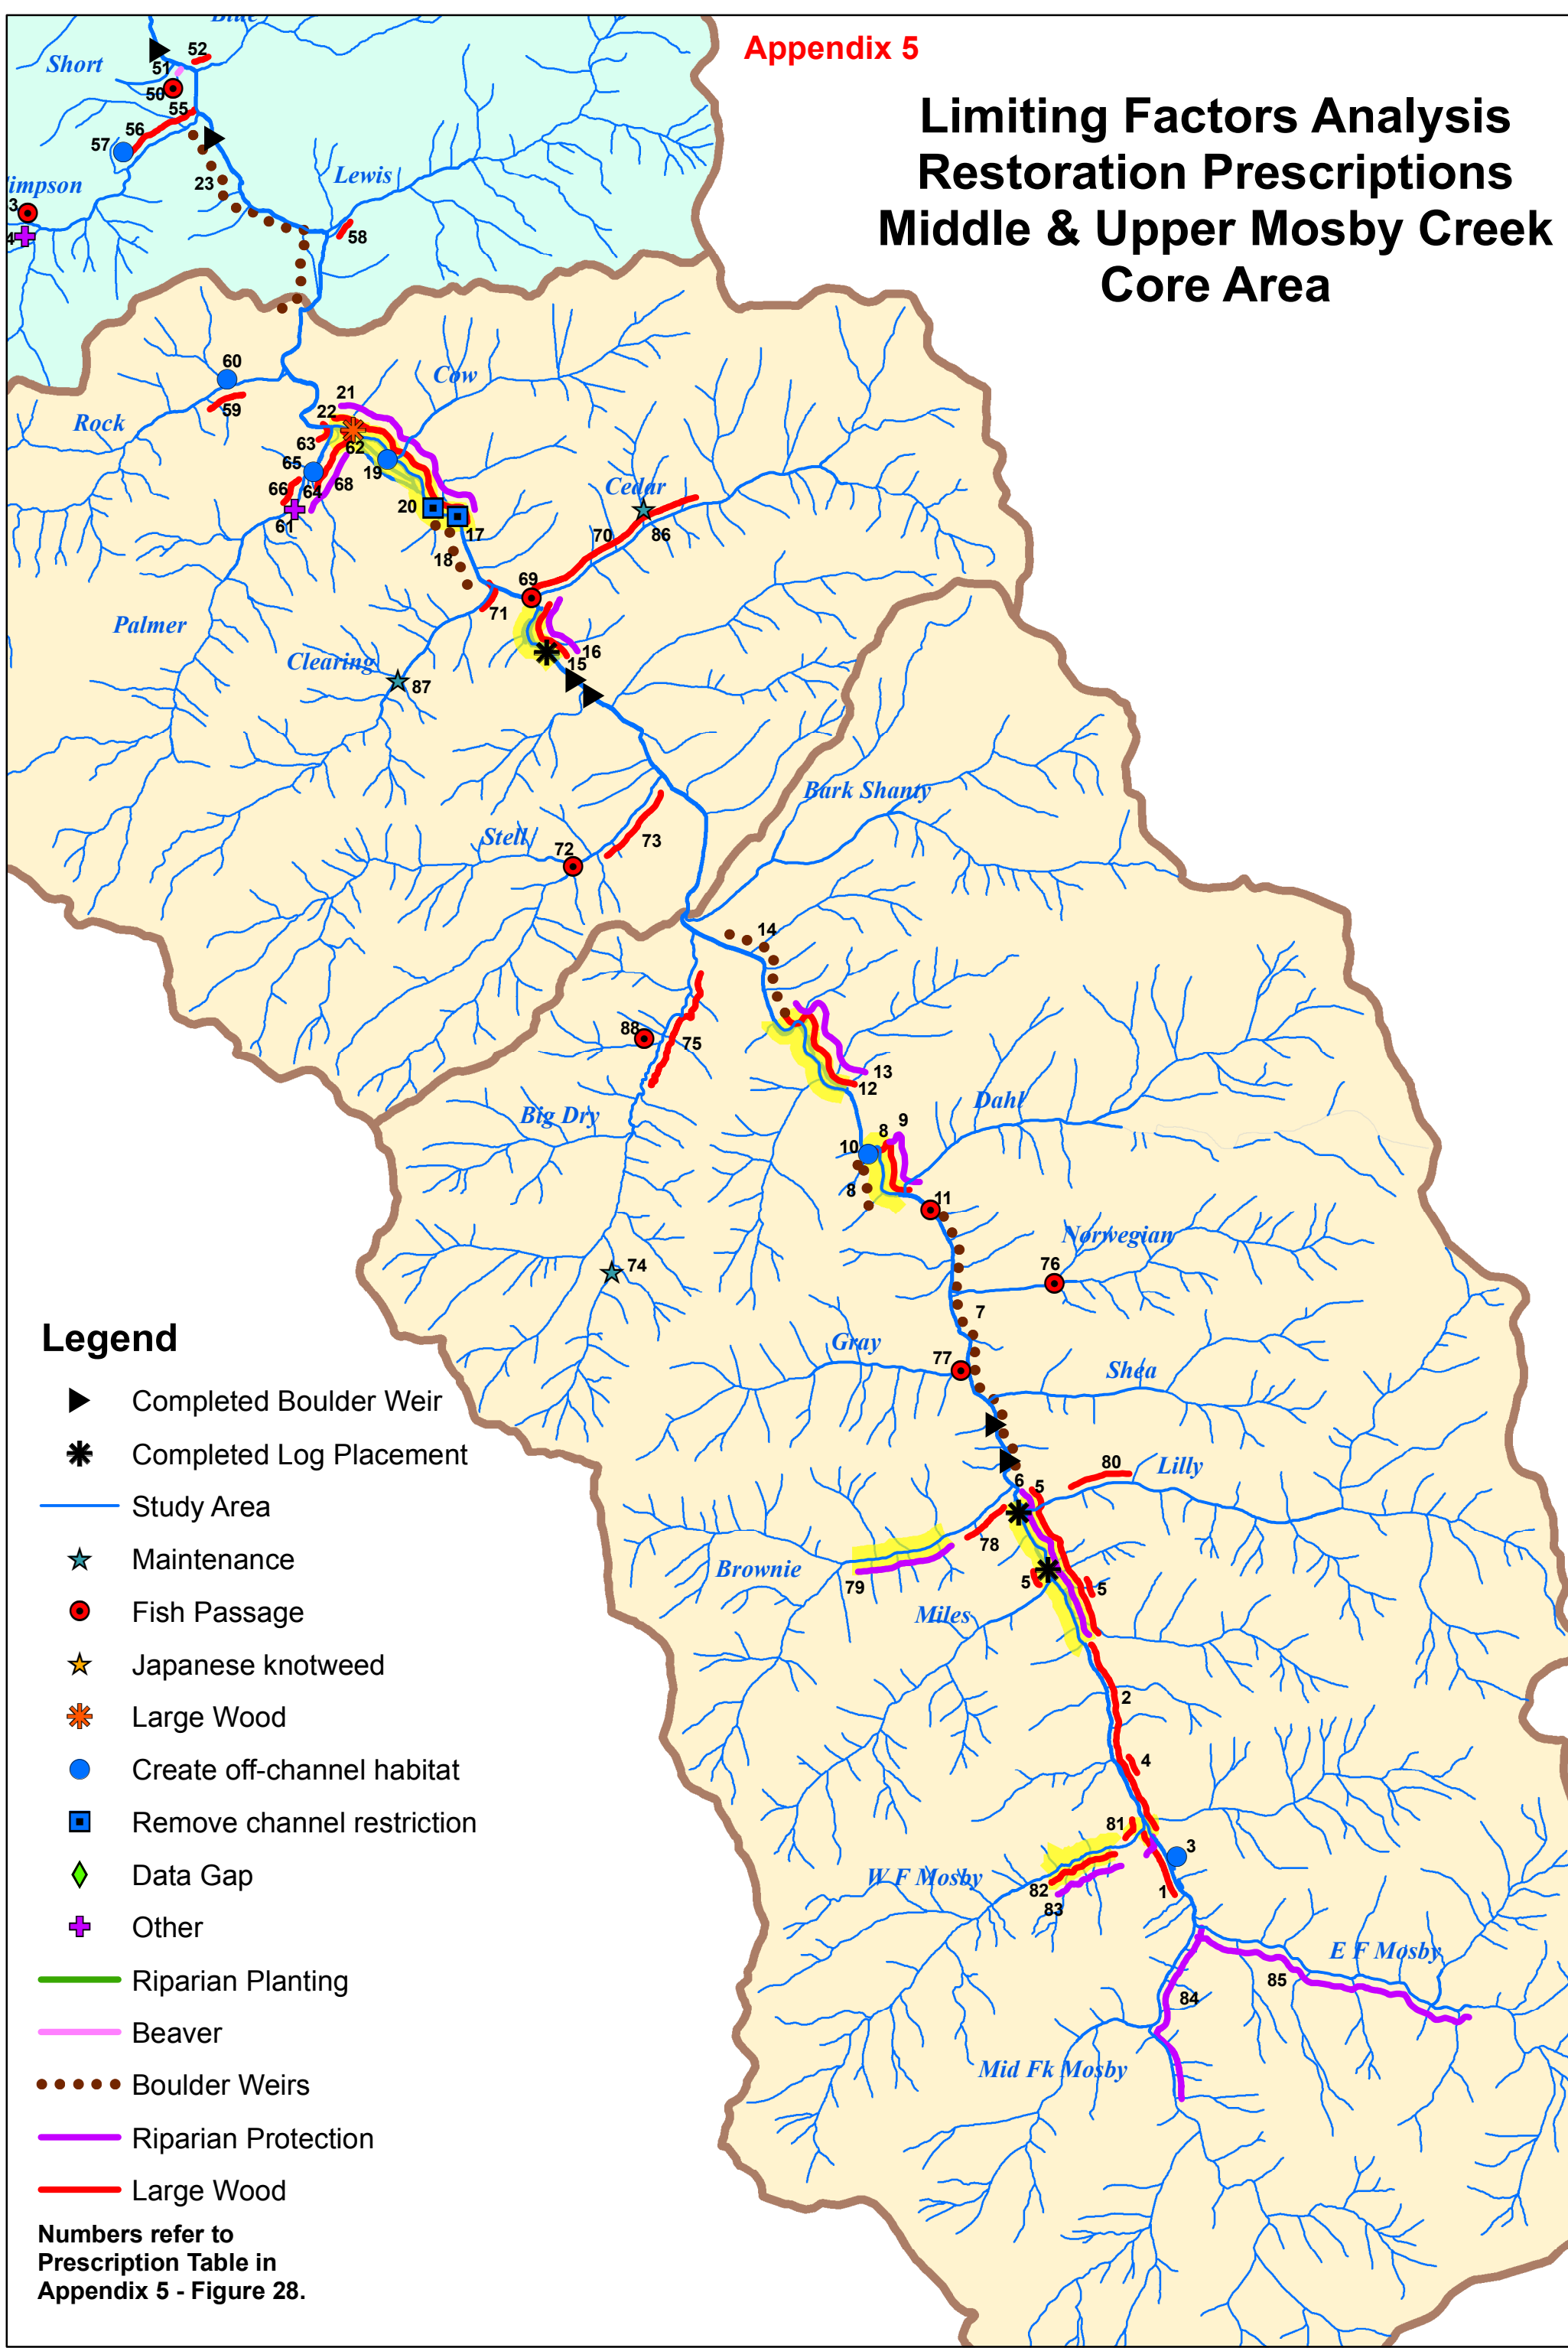 Appendix 5
Limiting Factors Analysis
Restoration Prescriptions
Middle & Upper Mosby Creek
Core Area
Blue
Short
52
51
50
55
56
57
23
Lewis
impson
3
4
58
60
59
Rock
Cow
21
22
63
62
19
65
64
68
66
61
20
17
18
Cedar
70
86
69
71
16
15
Palmer
Clearing
87
Bark Shanty
Stell
72
73
14
88
75
13
12
Big Dry
Dahl
10
8
9
8
11
Norwegian
76
74
7
Gray
77
Shea
80
Lilly
6
5
78
Brownie
79
5
5
Miles
2
4
81
3
W F Mosby
82
83
1
E F Mosby
85
84
Mid Fk Mosby
Legend
Completed Boulder Weir
Completed Log Placement
Study Area
Maintenance
Fish Passage
Japanese knotweed
Large Wood
Create off-channel habitat
Remove channel restriction
Data Gap
Other
Riparian Planting
Beaver
Boulder Weirs
Riparian Protection
Large Wood
Numbers refer to
Prescription Table in
Appendix 5 - Figure 28.